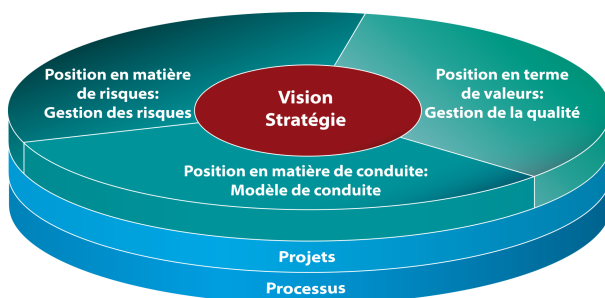 Position en matière
de risques:
Gestion des risques
Vision
Stratégie
Position en terme
de valeurs:
Gestion de la qualité
Position en matière de conduite:
Modèle de conduite
Projets
Processus